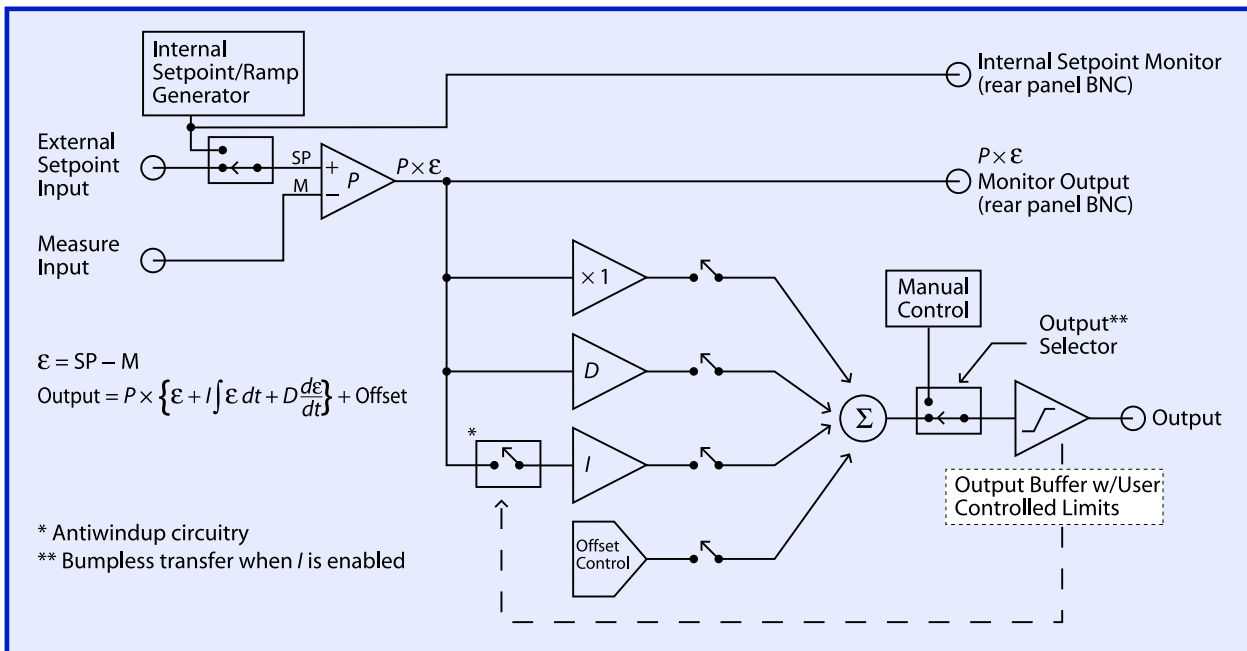 Internal
Setpoint/Ramp
Generator
Internal Setpoint Monitor
(rear panel BNC)
External
Setpoint
Input
SP
+
P
M
−
P × ε
P × ε
Monitor Output
(rear panel BNC)
Measure
Input
× 1
Manual
Control
Output**
Selector
ε = SP – M
Output = P × {ε + I∫ε dt + D dε/dt} + Offset
D
Σ
Output
*
I
Output Buffer w/User
Controlled Limits
* Antiwindup circuitry
** Bumpless transfer when I is enabled
Offset
Control